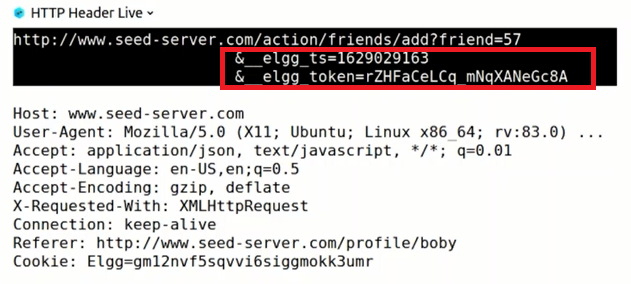 HTTP Header Live
http://www.seed-server.com/action/friends/add?friend=57
&__elgg_ts=1629029163
&__elgg_token=rZHFaCeLCq_mNqXANeGc8A
Host: www.seed-server.com
User-Agent: Mozilla/5.0 (X11; Ubuntu; Linux x86_64; rv:83.0) ...
Accept: application/json, text/javascript, */*; q=0.01
Accept-Language: en-US,en;q=0.5
Accept-Encoding: gzip, deflate
X-Requested-With: XMLHttpRequest
Connection: keep-alive
Referer: http://www.seed-server.com/profile/boby
Cookie: Elgg=gm12nvf5sqvvi6siggmokk3umr